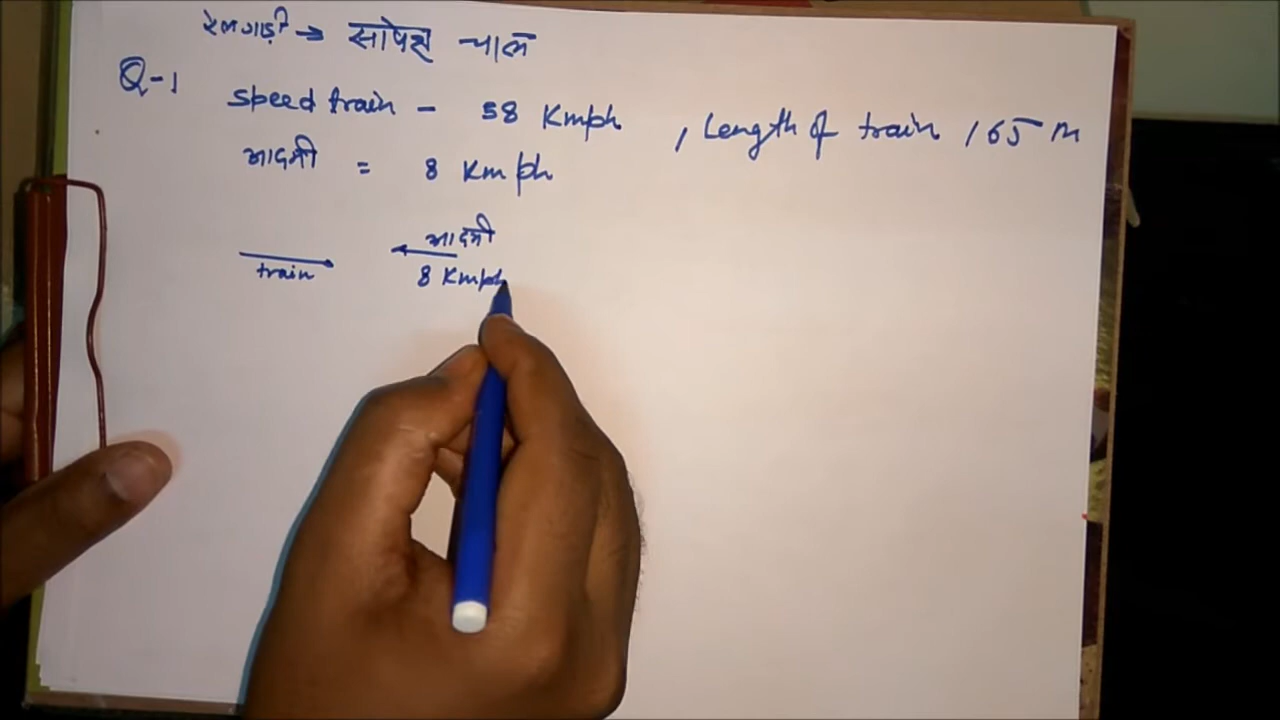 रेलगाड़ी → सापेक्ष चाल
Q-1
speed train - 58 Kmph , Length of train 165 m
आदमी = 8 Kmph
आदमी
train 8 Kmph